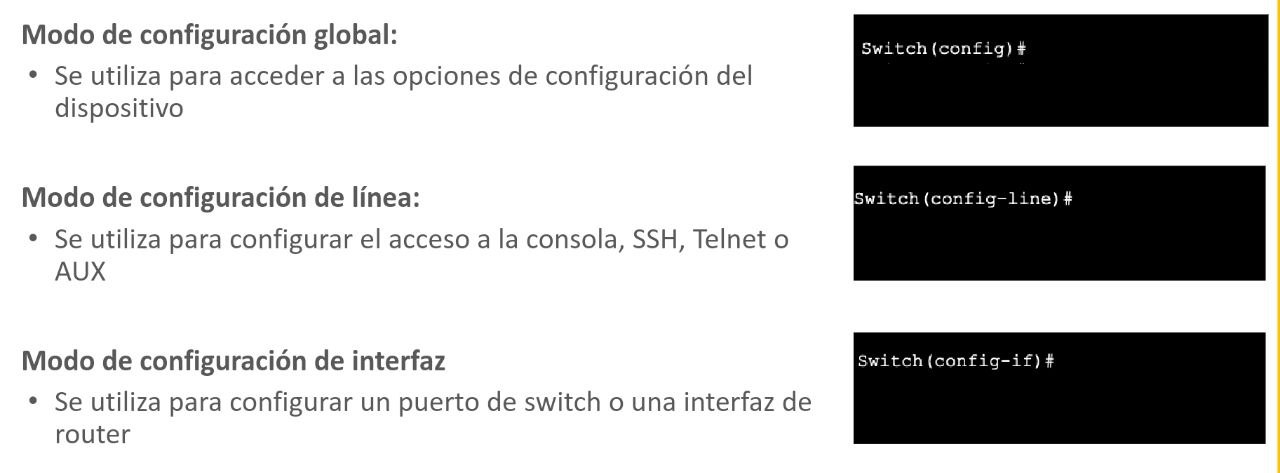 Modo de configuración global:
Switch(config)#
• Se utiliza para acceder a las opciones de configuración del
dispositivo
Modo de configuración de línea:
Switch(config-line)#
• Se utiliza para configurar el acceso a la consola, SSH, Telnet o
AUX
Modo de configuración de interfaz
Switch(config-if)#
• Se utiliza para configurar un puerto de switch o una interfaz de
router